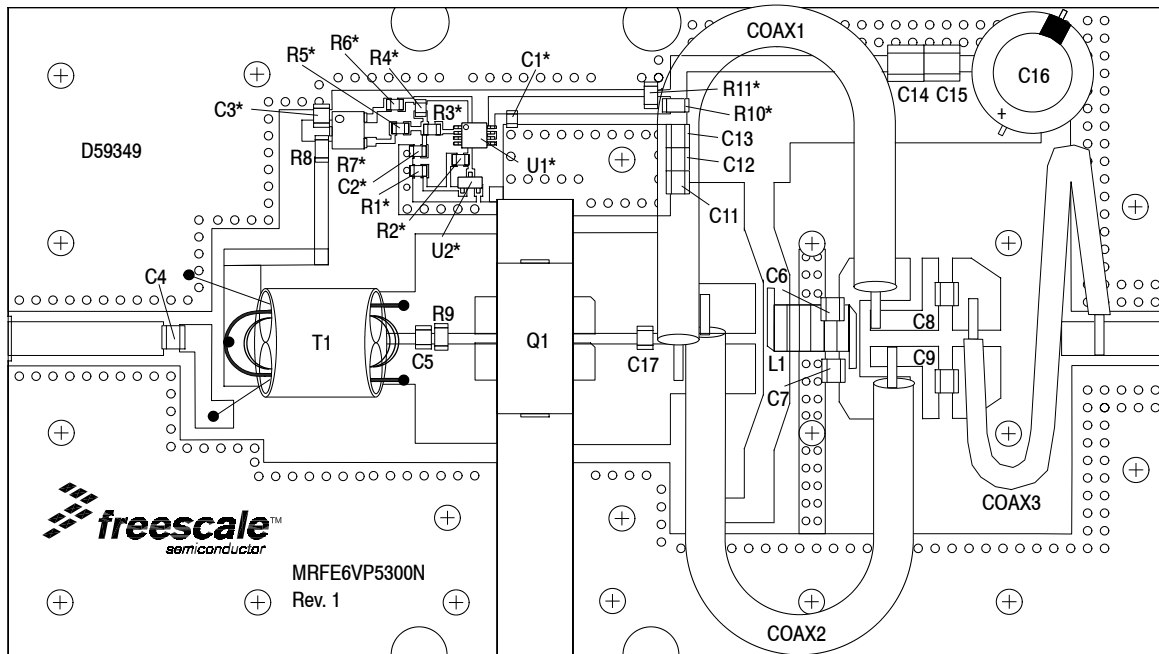 COAX1
R6*
R4*
R5*
C1*
C3*
R3*
R11*
R10*
C14
C15
C16
+
D59349
R8
R7*
C2*
R1*
R2*
U2*
U1*
C13
C12
C11
C4
T1
C5
R9
Q1
C17
C6
L1
C7
C8
C9
COAX3
freescale™
semiconductor
MRFE6VP5300N
Rev. 1
COAX2